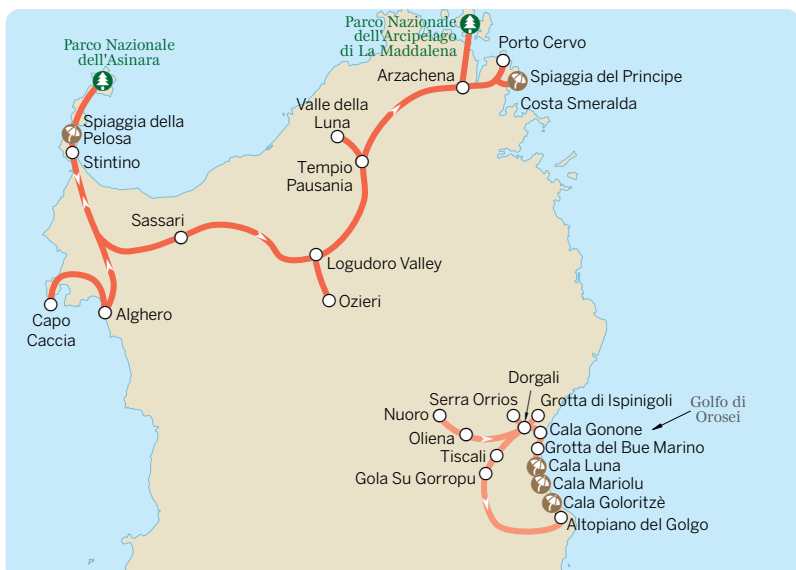 Parco Nazionale
dell'Asinara
Parco Nazionale
dell'Arcipelago
di La Maddalena
Porto Cervo
Arzachena
Spiaggia del Principe
Costa Smeralda
Valle della
Luna
Spiaggia della
Pelosa
Stintino
Tempio
Pausania
Sassari
Logudoro Valley
Ozieri
Capo
Caccia
Alghero
Dorgali
Serra Orrios
Grotta di Ispinigoli
Golfo di
Orosei
Nuoro
Cala Gonone
Oliena
Grotta del Bue Marino
Tiscali
Cala Luna
Gola Su Gorropu
Cala Mariolu
Cala Goloritzè
Altopiano del Golgo